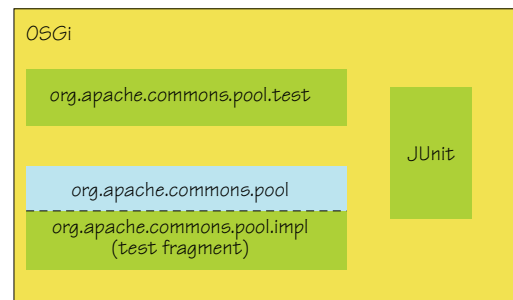 OSGi
org.apache.commons.pool.test
JUnit
org.apache.commons.pool
org.apache.commons.pool.impl
(test fragment)